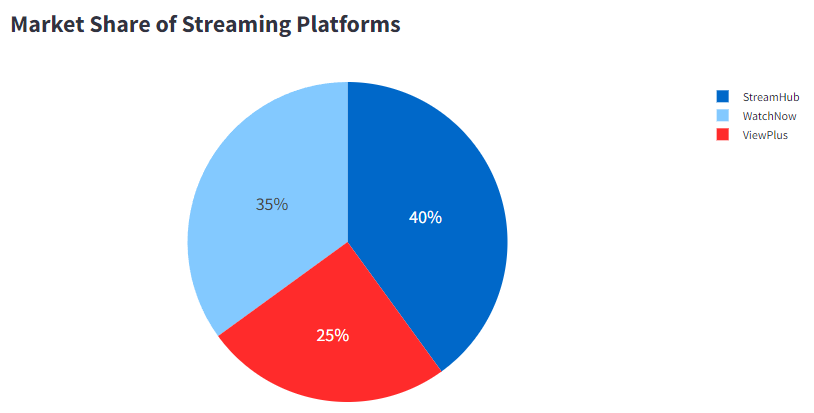 Market Share of Streaming Platforms
StreamHub
WatchNow
ViewPlus
35%
40%
25%